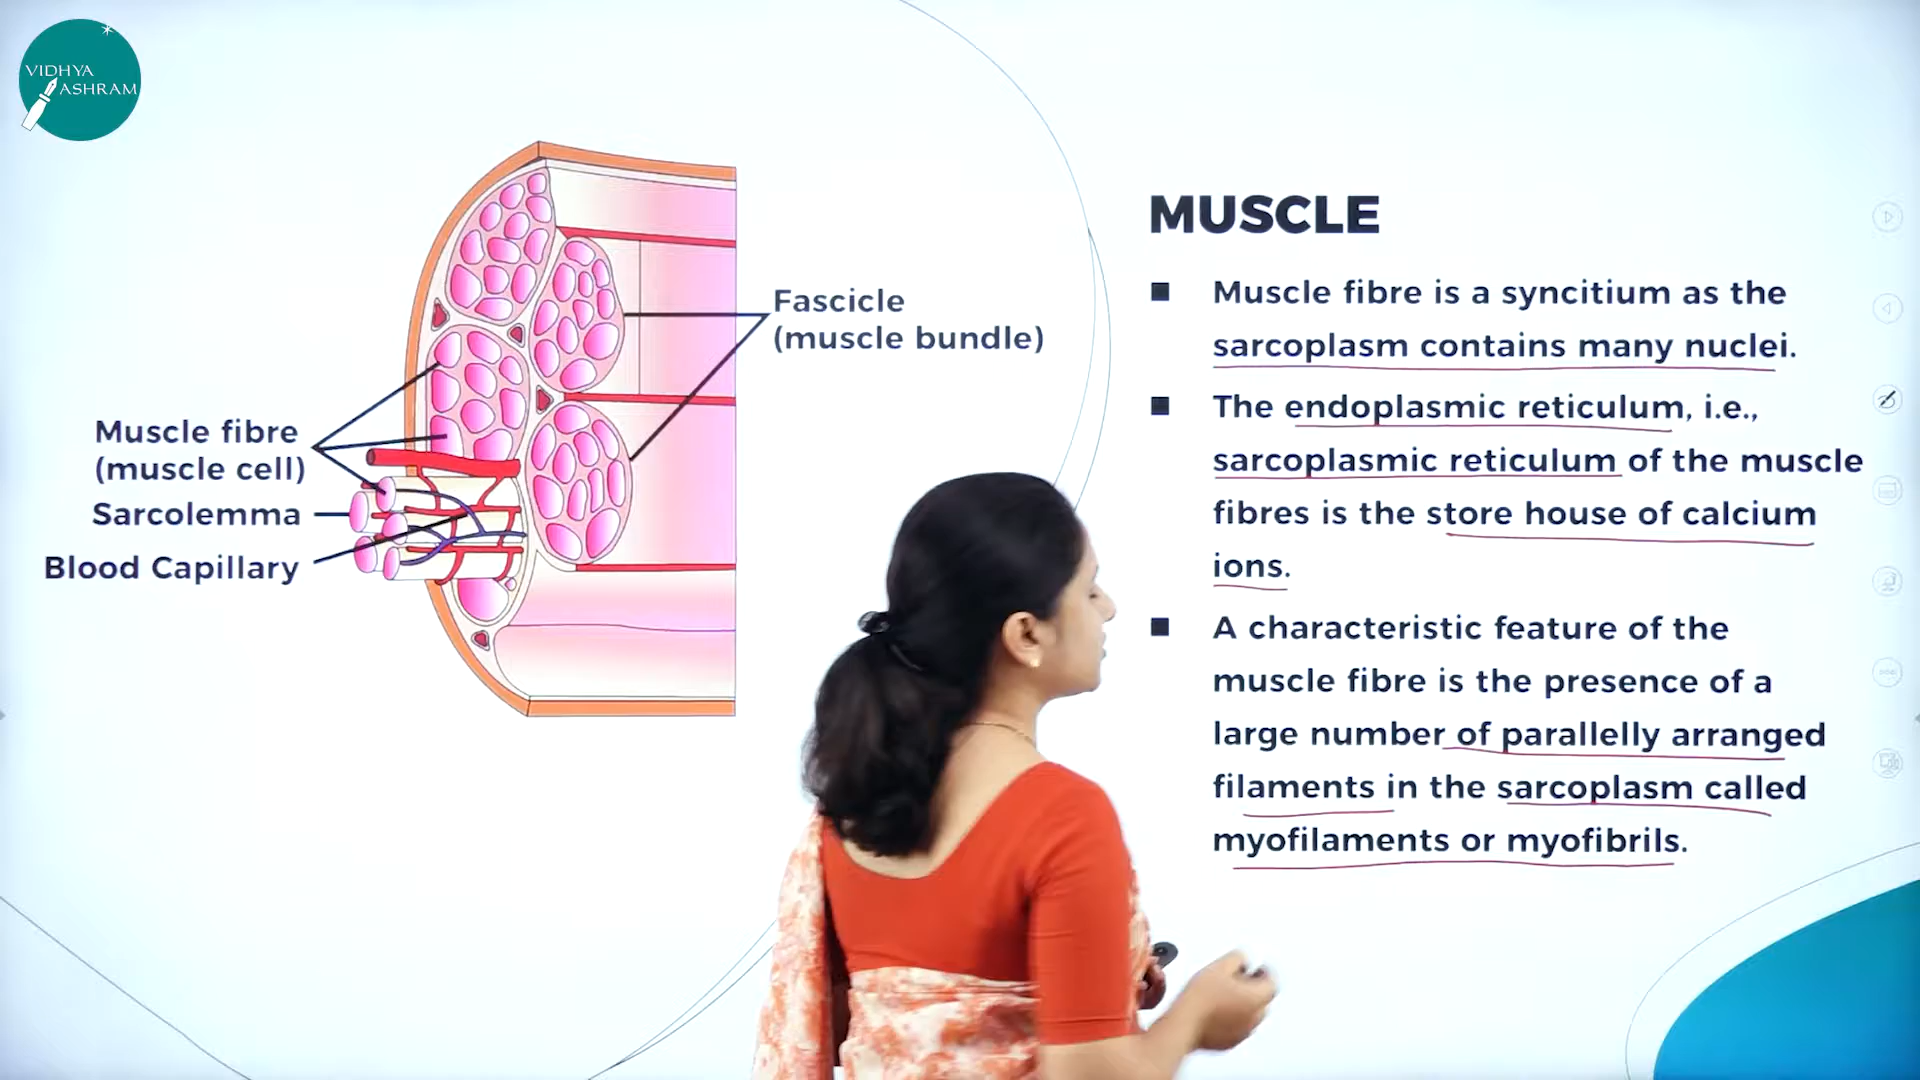 VIDHYA
ASHRAM
Fascicle
(muscle bundle)
Muscle fibre
(muscle cell)
Sarcolemma
Blood Capillary
MUSCLE
Muscle fibre is a syncitium as the
sarcoplasm contains many nuclei.
The endoplasmic reticulum, i.e.,
sarcoplasmic reticulum of the muscle
fibres is the store house of calcium
ions.
A characteristic feature of the
muscle fibre is the presence of a
large number of parallelly arranged
filaments in the sarcoplasm called
myofilaments or myofibrils.